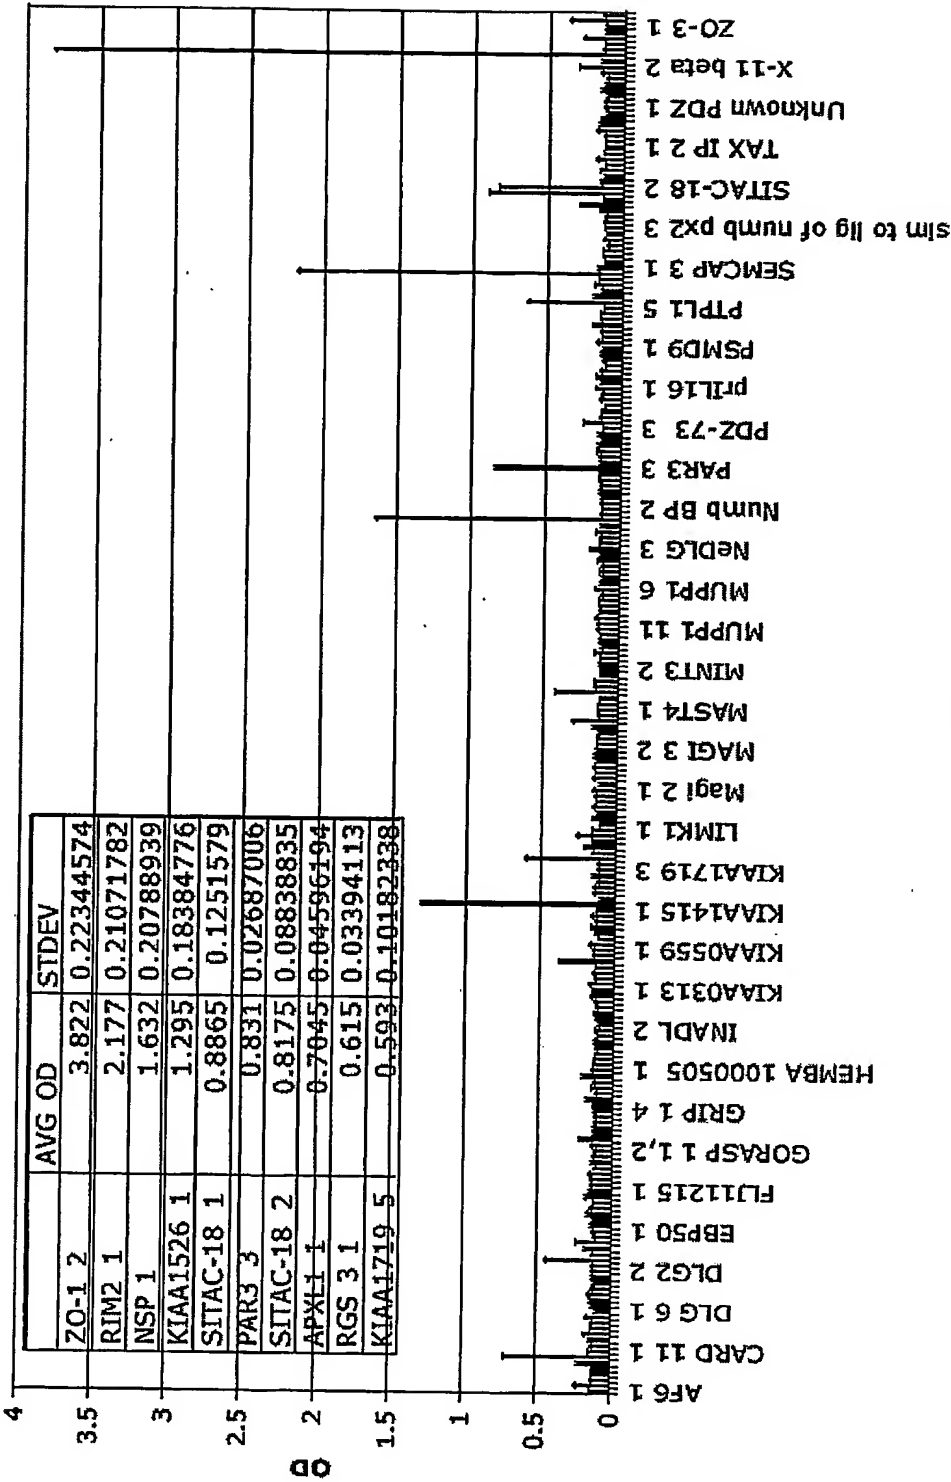 AVG OD STDEV
ZO-1 2 3.822 0.22344574
RIM2 1 2.177 0.21071782
NSP 1 1.632 0.20788939
KIAA1526 1 1.295 0.18384776
SITAC-18 1 0.8865 0.1251579
PAR3 3 0.831 0.02687006
SITAC-18 2 0.8175 0.08838835
APXL1 1 0.7045 0.04596194
RGS 3 1 0.615 0.03394113
KIAA1719 5 0.593 0.10182338
4
3.5
3
2.5
2
1.5
1
0.5
0
OD
AF6 1
CARD 11 1
DLG 6 1
DLG2 2
EBP50 1
FLJ11215 1
GORASP 1 1,2
GRIP 1 4
HEMBA 1000505 1
INADL 2
KIAA0313 1
KIAA0559 1
KIAA1415 1
KIAA1719 3
LIMK1 1
Magi 2 1
MAGI 3 2
MAST4 1
MINT3 2
MUPP1 11
MUPP1 6
NeDLG 3
Numb BP 2
PAR3 3
PDZ-73 3
prIL16 1
PSMD9 1
PTPL1 5
SEMCAP 3 1
sim to lig of numb px2 3
SITAC-18 2
TAX IP 2 1
Unknown PDZ 1
X-11 beta 2
ZO-3 1